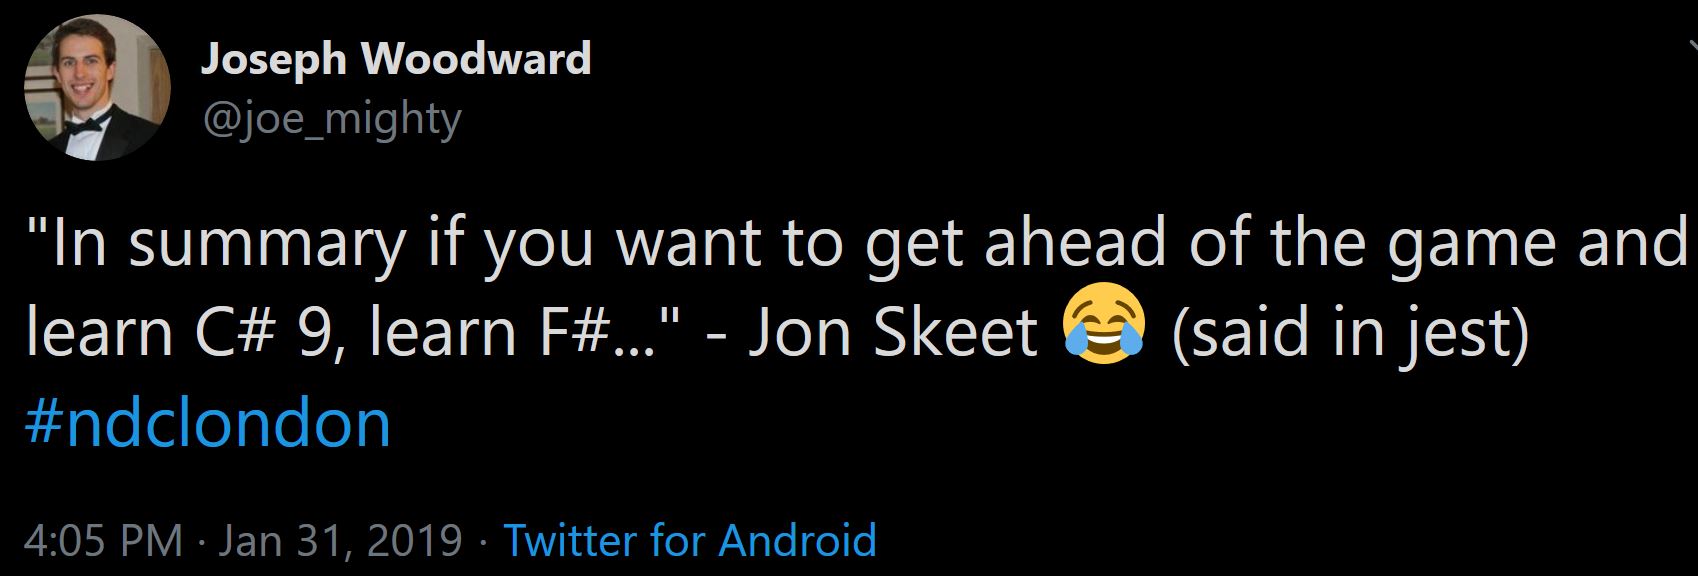 Joseph Woodward
@joe_mighty
"In summary if you want to get ahead of the game and
learn C# 9, learn F#..." - Jon Skeet 😂 (said in jest)
#ndclondon
4:05 PM · Jan 31, 2019 · Twitter for Android